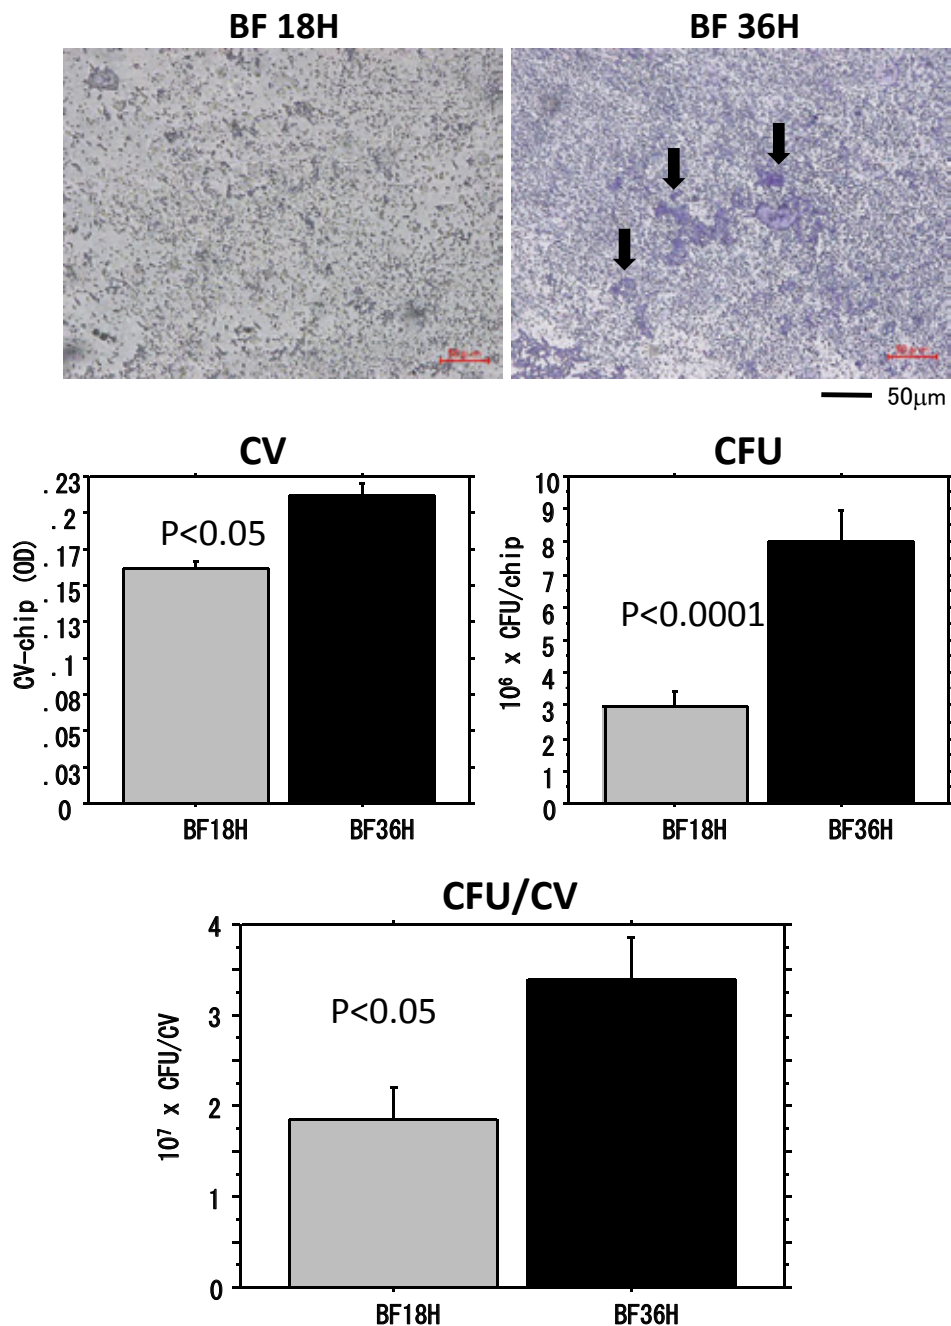 BF 18H
BF 36H
50μm
CV
CV-chip (OD)
.23
.2
.17
.15
.13
.1
.08
.05
.03
0
P<0.05
BF18H
BF36H
CFU
10⁶ x CFU/chip
10
9
8
7
6
5
4
3
2
1
0
P<0.0001
BF18H
BF36H
CFU/CV
10⁷ x CFU/CV
4
3
2
1
0
P<0.05
BF18H
BF36H